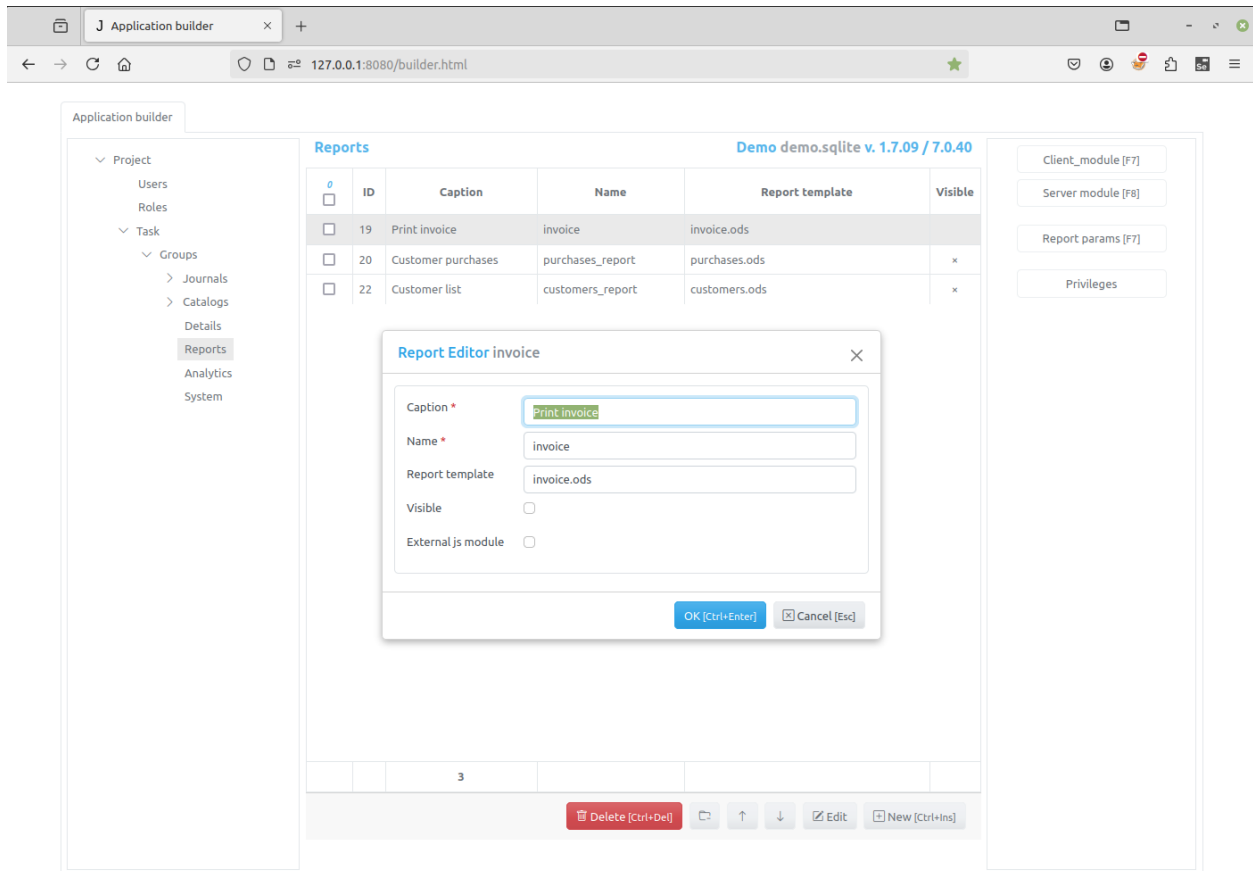 J Application builder × +
127.0.0.1:8080/builder.html
Se
Application builder
Project
Users
Roles
Task
Groups
Journals
Catalogs
Details
Reports
Analytics
System
Reports Demo demo.sqlite v. 1.7.09 / 7.0.40
0 ID Caption Name Report template Visible
19 Print invoice invoice invoice.ods
20 Customer purchases purchases_report purchases.ods ×
22 Customer list customers_report customers.ods ×
Report Editor invoice
Caption * Print invoice
Name * invoice
Report template invoice.ods
Visible
External js module
OK [Ctrl+Enter] Cancel [Esc]
3
Delete [Ctrl+Del] Edit New [Ctrl+Ins]
Client_module [F7]
Server module [F8]
Report params [F7]
Privileges